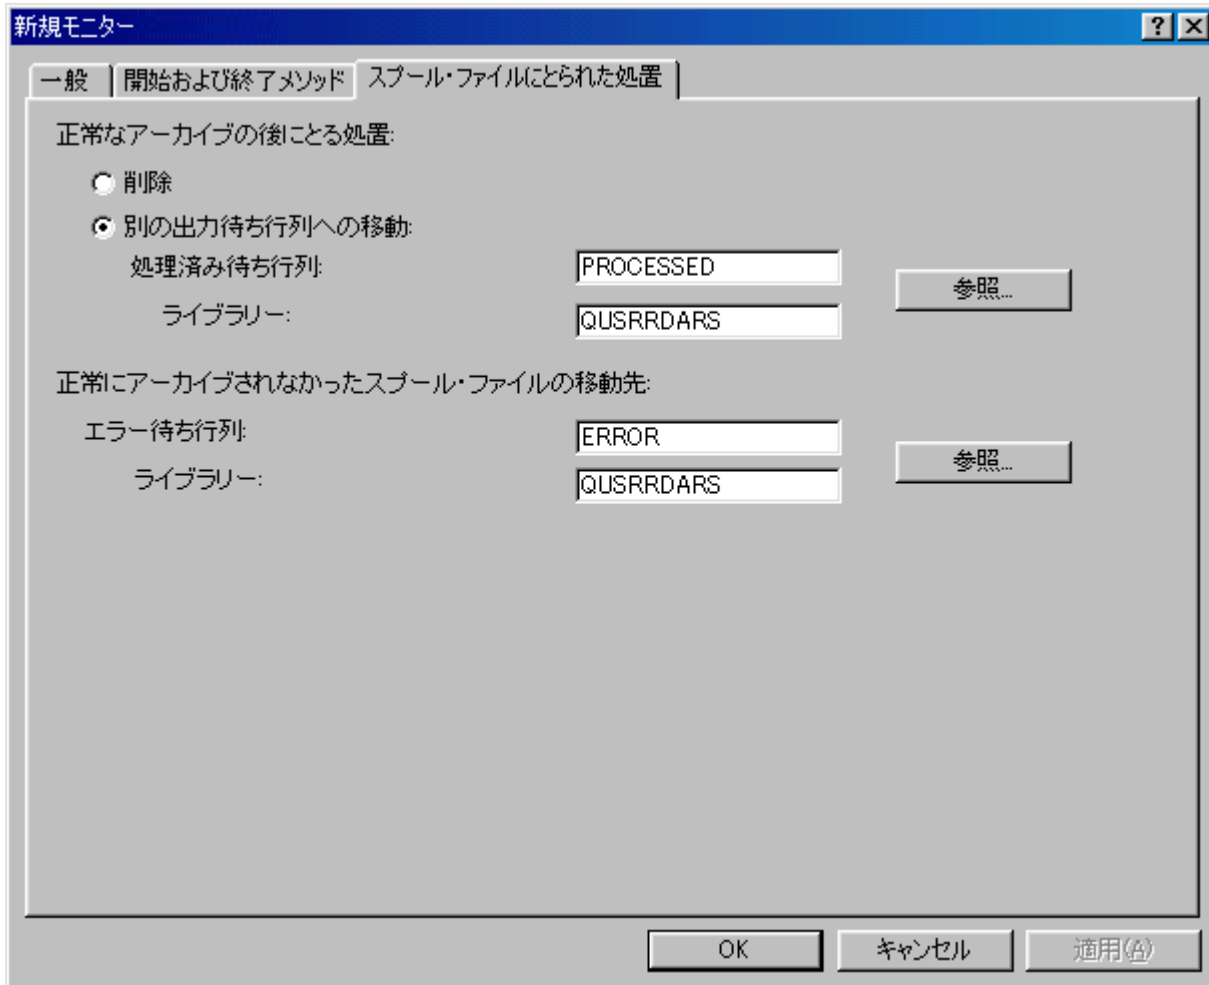 新規モニター
一般 開始および終了メソッド スプール・ファイルにとられた処置
正常なアーカイブの後にとる処置:
削除
別の出力待ち行列への移動:
処理済み待ち行列: PROCESSED
参照...
ライブラリー: QUSRRDARS
正常にアーカイブされなかったスプール・ファイルの移動先:
エラー待ち行列: ERROR
参照...
ライブラリー: QUSRRDARS
OK キャンセル 適用(A)